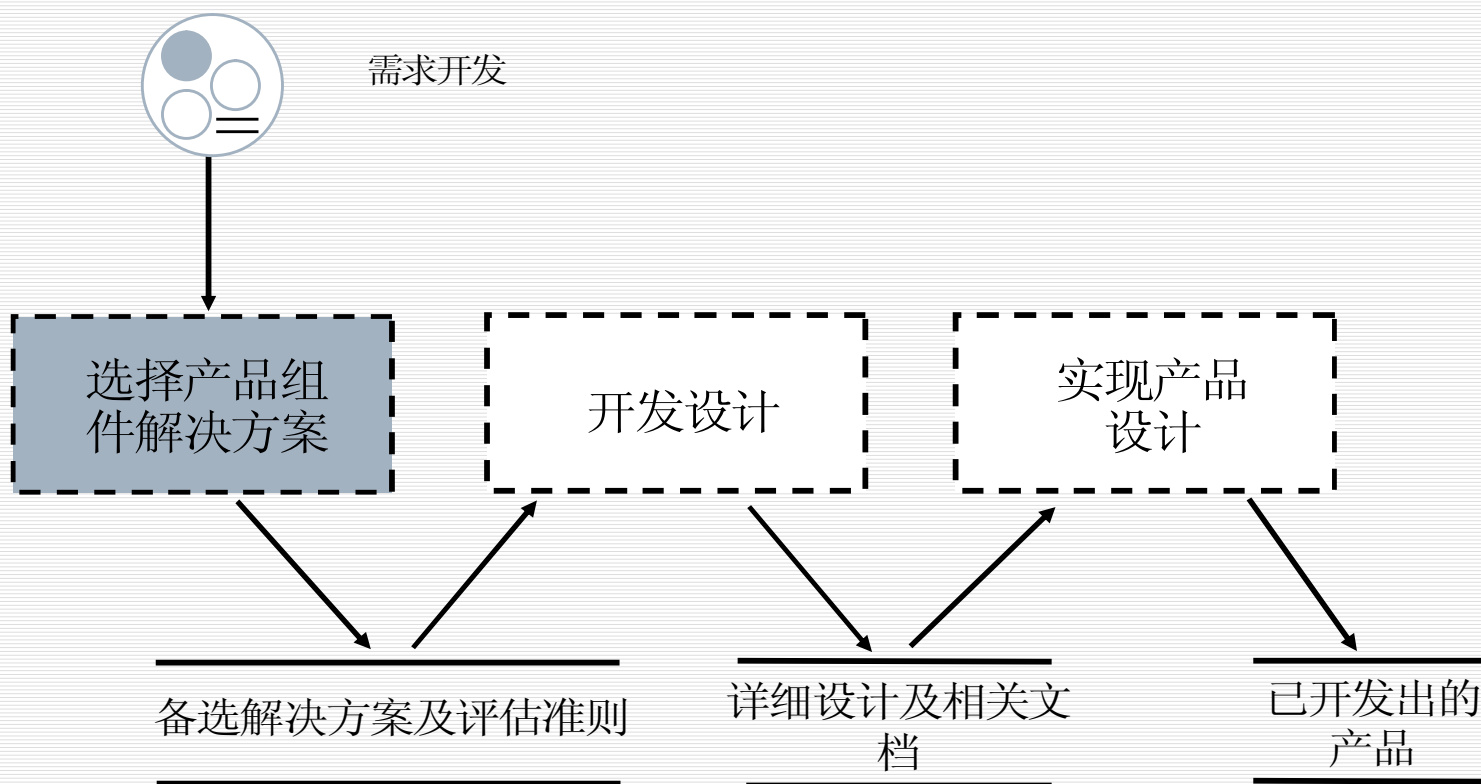 需求开发
选择产品组
件解决方案
开发设计
实现产品
设计
备选解决方案及评估准则
详细设计及相关文
档
已开发出的
产品